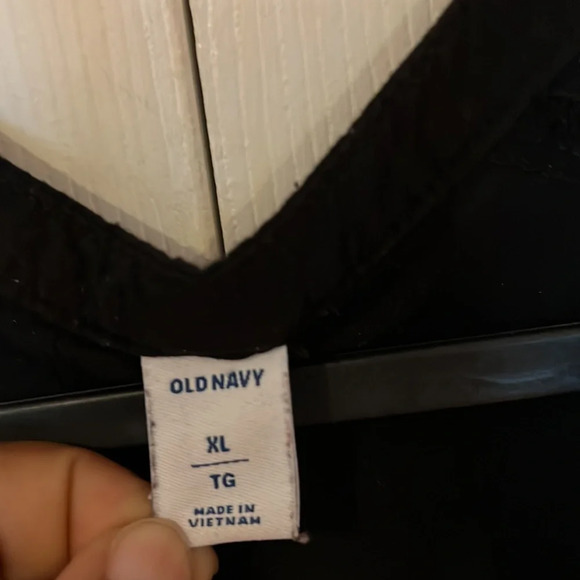 OLD NAVY
XL
TG
MADE IN
VIETNAM